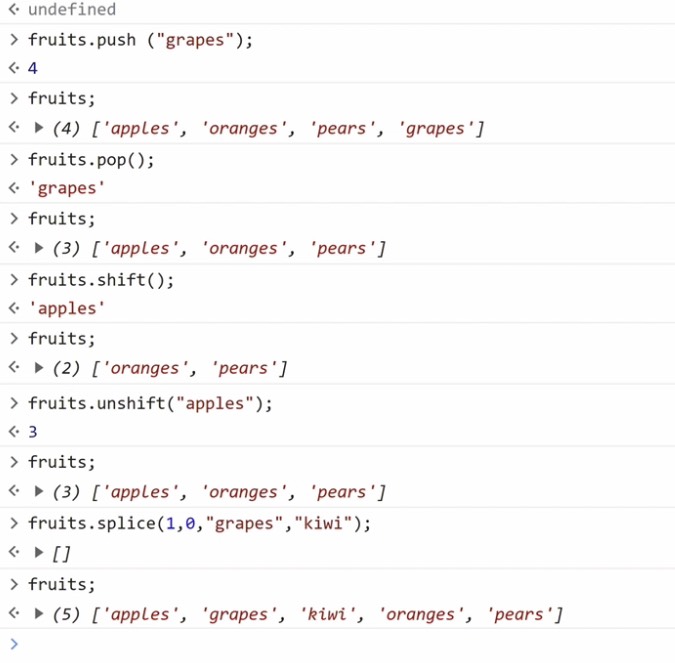 undefined
> fruits.push ("grapes");
4
> fruits;
(4) ['apples', 'oranges', 'pears', 'grapes']
> fruits.pop();
'grapes'
> fruits;
(3) ['apples', 'oranges', 'pears']
> fruits.shift();
'apples'
> fruits;
(2) ['oranges', 'pears']
> fruits.unshift("apples");
3
> fruits;
(3) ['apples', 'oranges', 'pears']
> fruits.splice(1,0,"grapes","kiwi");
[]
> fruits;
(5) ['apples', 'grapes', 'kiwi', 'oranges', 'pears']
>